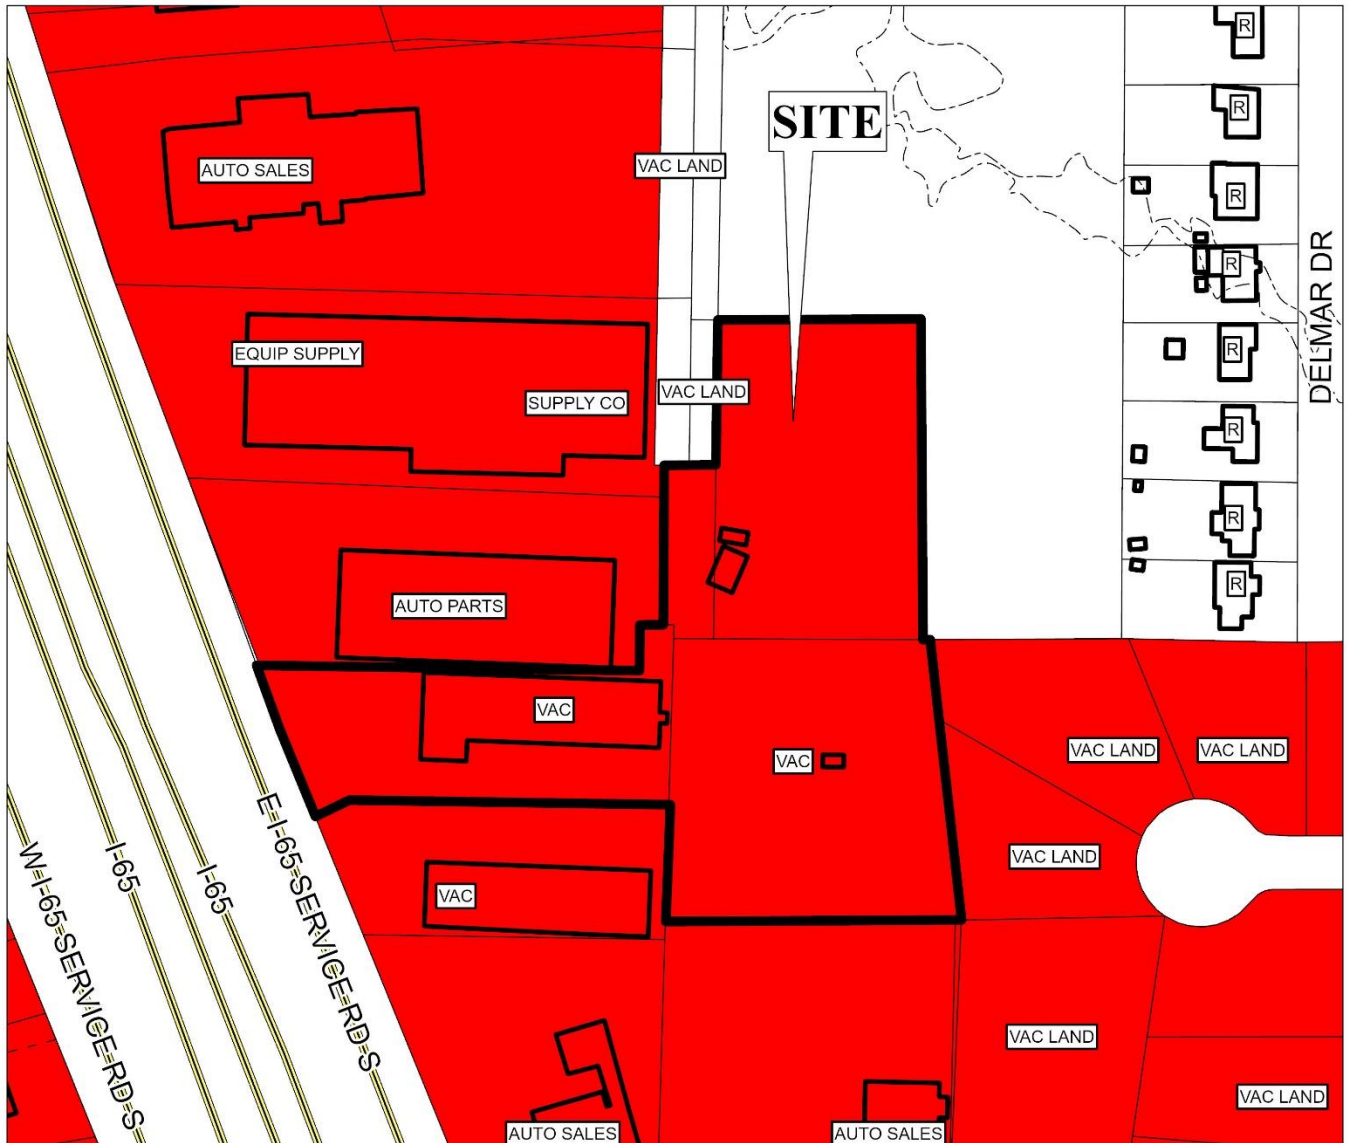 R
R
SITE
AUTO SALES
VAC LAND
R
R
DELMAR DR
EQUIP SUPPLY
R
VAC LAND
SUPPLY CO
R
R
R
AUTO PARTS
VAC
VAC LAND
VAC LAND
VAC
E-I-65-SERVICE-RD-S
I-65
I-65
W-I-65-SERVICE-RD-S
VAC LAND
VAC
VAC LAND
VAC LAND
AUTO SALES
AUTO SALES